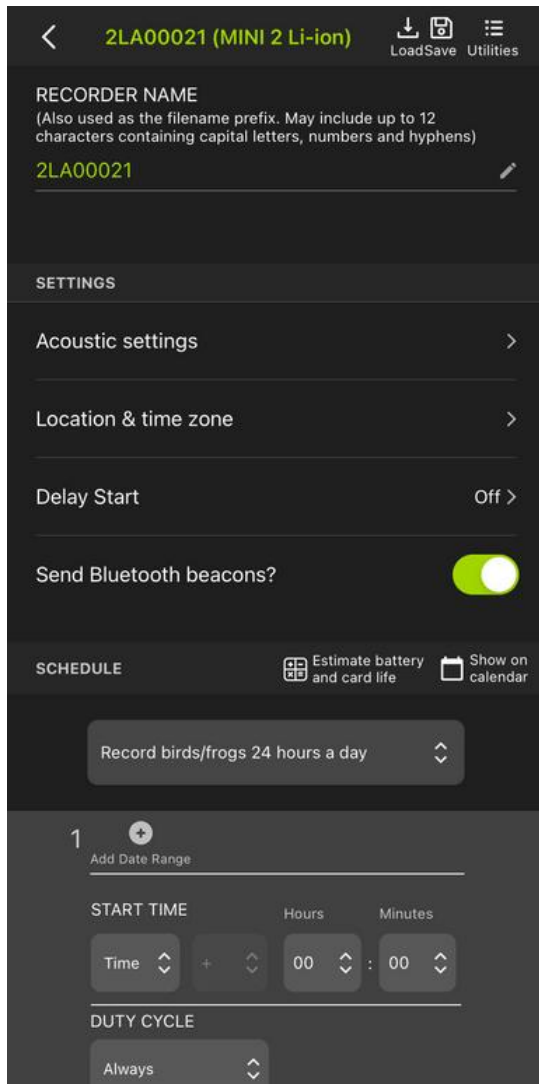 2LA00021 (MINI 2 Li-ion)
Load Save Utilities
RECORDER NAME
(Also used as the filename prefix. May include up to 12
characters containing capital letters, numbers and hyphens)
2LA00021
SETTINGS
Acoustic settings
Location & time zone
Delay Start Off
Send Bluetooth beacons?
SCHEDULE
Estimate battery
and card life
Show on
calendar
Record birds/frogs 24 hours a day
1
Add Date Range
START TIME Hours Minutes
Time + 00 : 00
DUTY CYCLE
Always